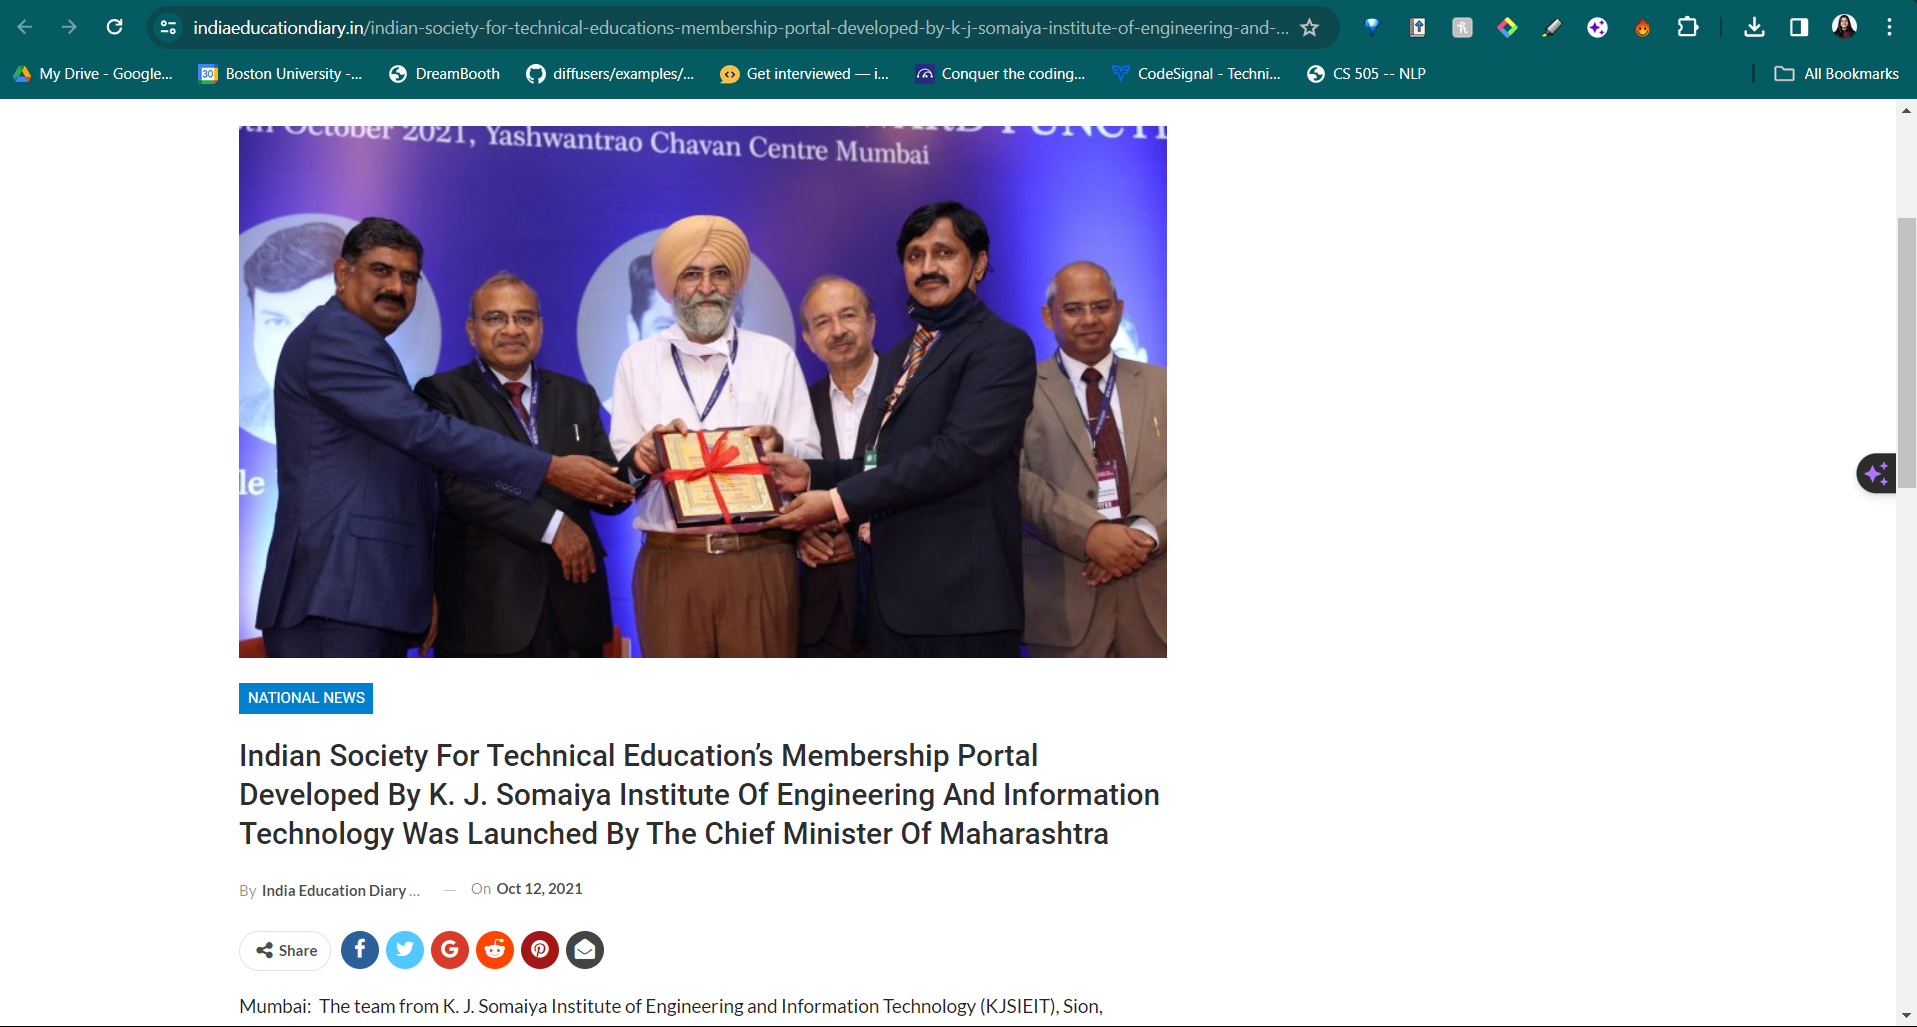 indiaeducationdiary.in/indian-society-for-technical-educations-membership-portal-developed-by-k-j-somaiya-institute-of-engineering-and-...
My Drive - Google... Boston University -... DreamBooth diffusers/examples/... Get interviewed — i... Conquer the coding... CodeSignal - Techni... CS 505 -- NLP All Bookmarks
October 2021, Yashwantrao Chavan Centre Mumbai
le
NATIONAL NEWS
Indian Society For Technical Education’s Membership Portal
Developed By K. J. Somaiya Institute Of Engineering And Information
Technology Was Launched By The Chief Minister Of Maharashtra
By India Education Diary ... — On Oct 12, 2021
Share
Mumbai: The team from K. J. Somaiya Institute of Engineering and Information Technology (KJSIEIT), Sion,